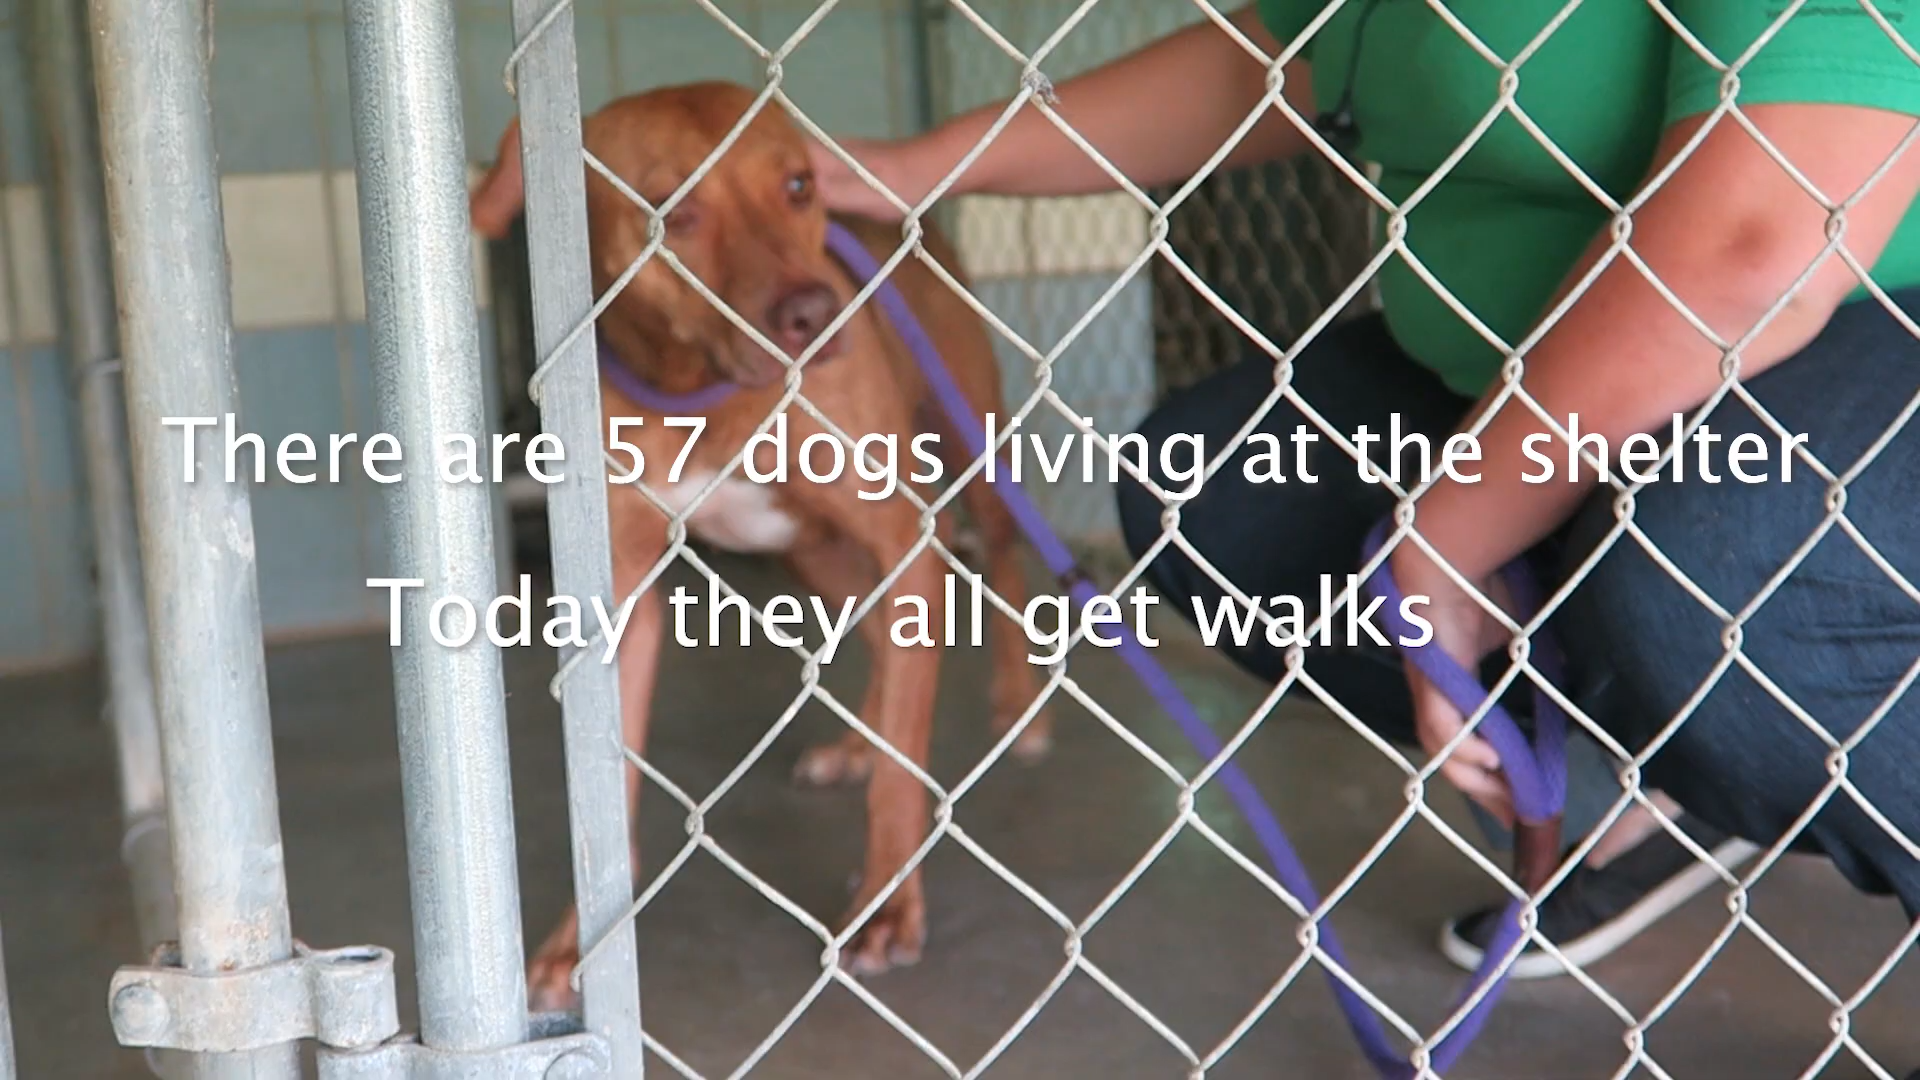 There are 57 dogs living at the shelter
Today they all get walks